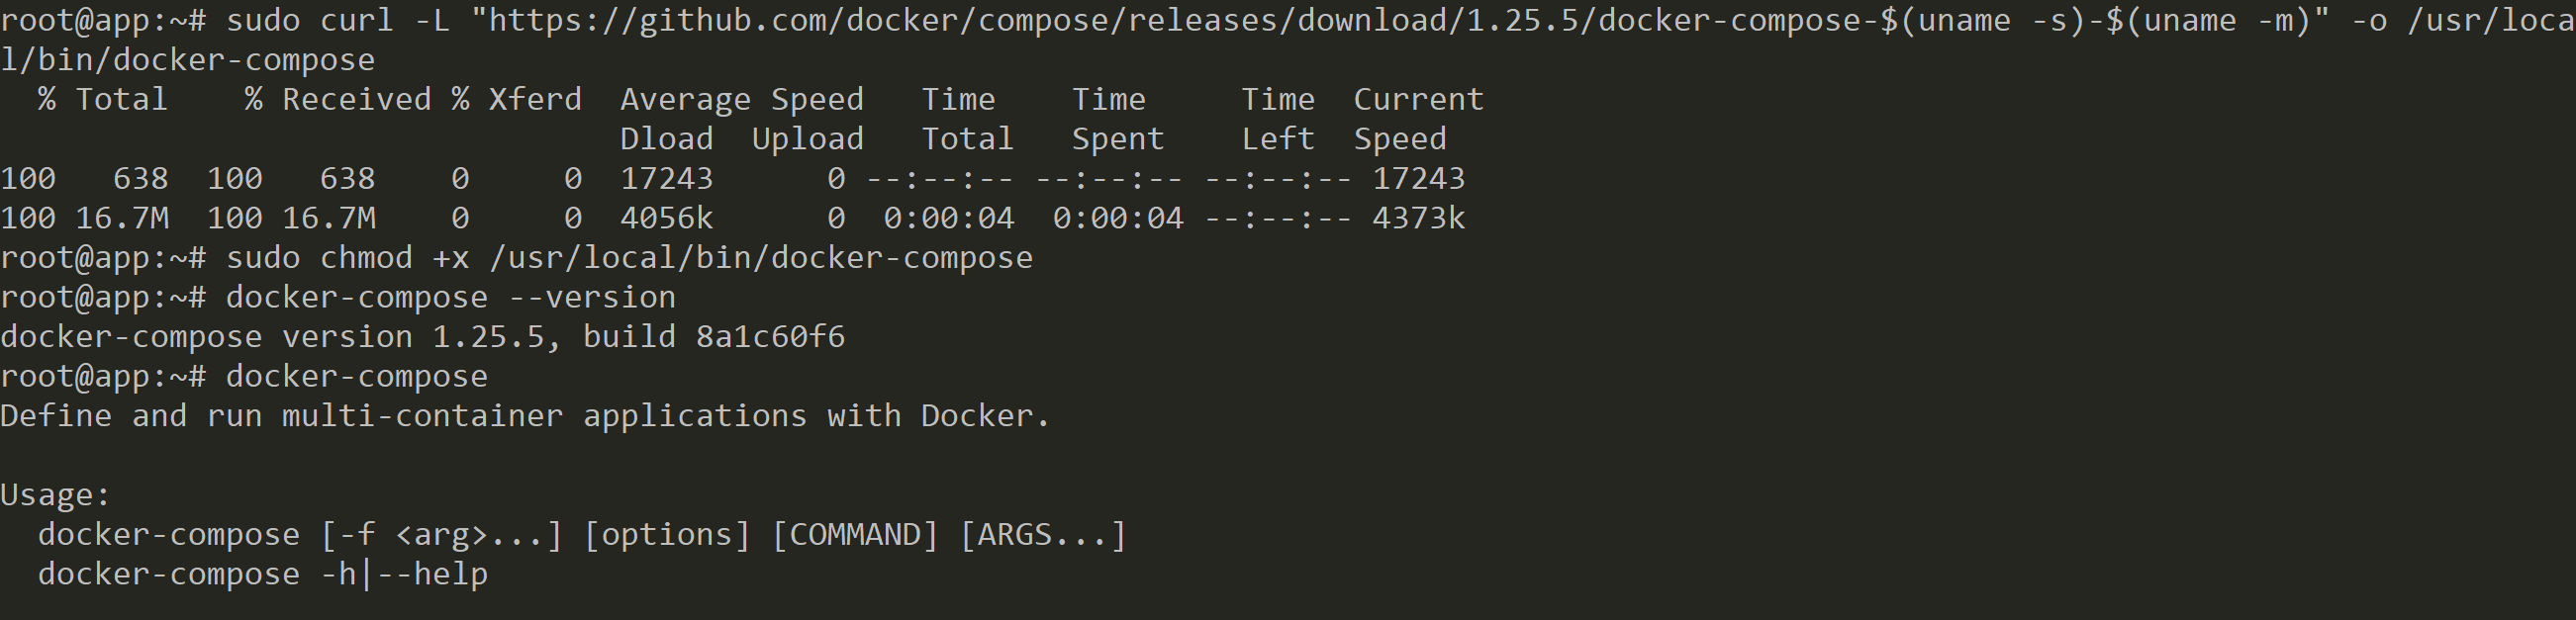 root@app:~# sudo curl -L "https://github.com/docker/compose/releases/download/1.25.5/docker-compose-$(uname -s)-$(uname -m)" -o /usr/loca
l/bin/docker-compose
  % Total    % Received % Xferd  Average Speed   Time    Time     Time  Current
                                 Dload  Upload   Total   Spent    Left  Speed
100   638  100   638    0     0  17243      0 --:--:-- --:--:-- --:--:-- 17243
100 16.7M  100 16.7M    0     0  4056k      0  0:00:04  0:00:04 --:--:-- 4373k
root@app:~# sudo chmod +x /usr/local/bin/docker-compose
root@app:~# docker-compose --version
docker-compose version 1.25.5, build 8a1c60f6
root@app:~# docker-compose
Define and run multi-container applications with Docker.

Usage:
  docker-compose [-f <arg>...] [options] [COMMAND] [ARGS...]
  docker-compose -h|--help